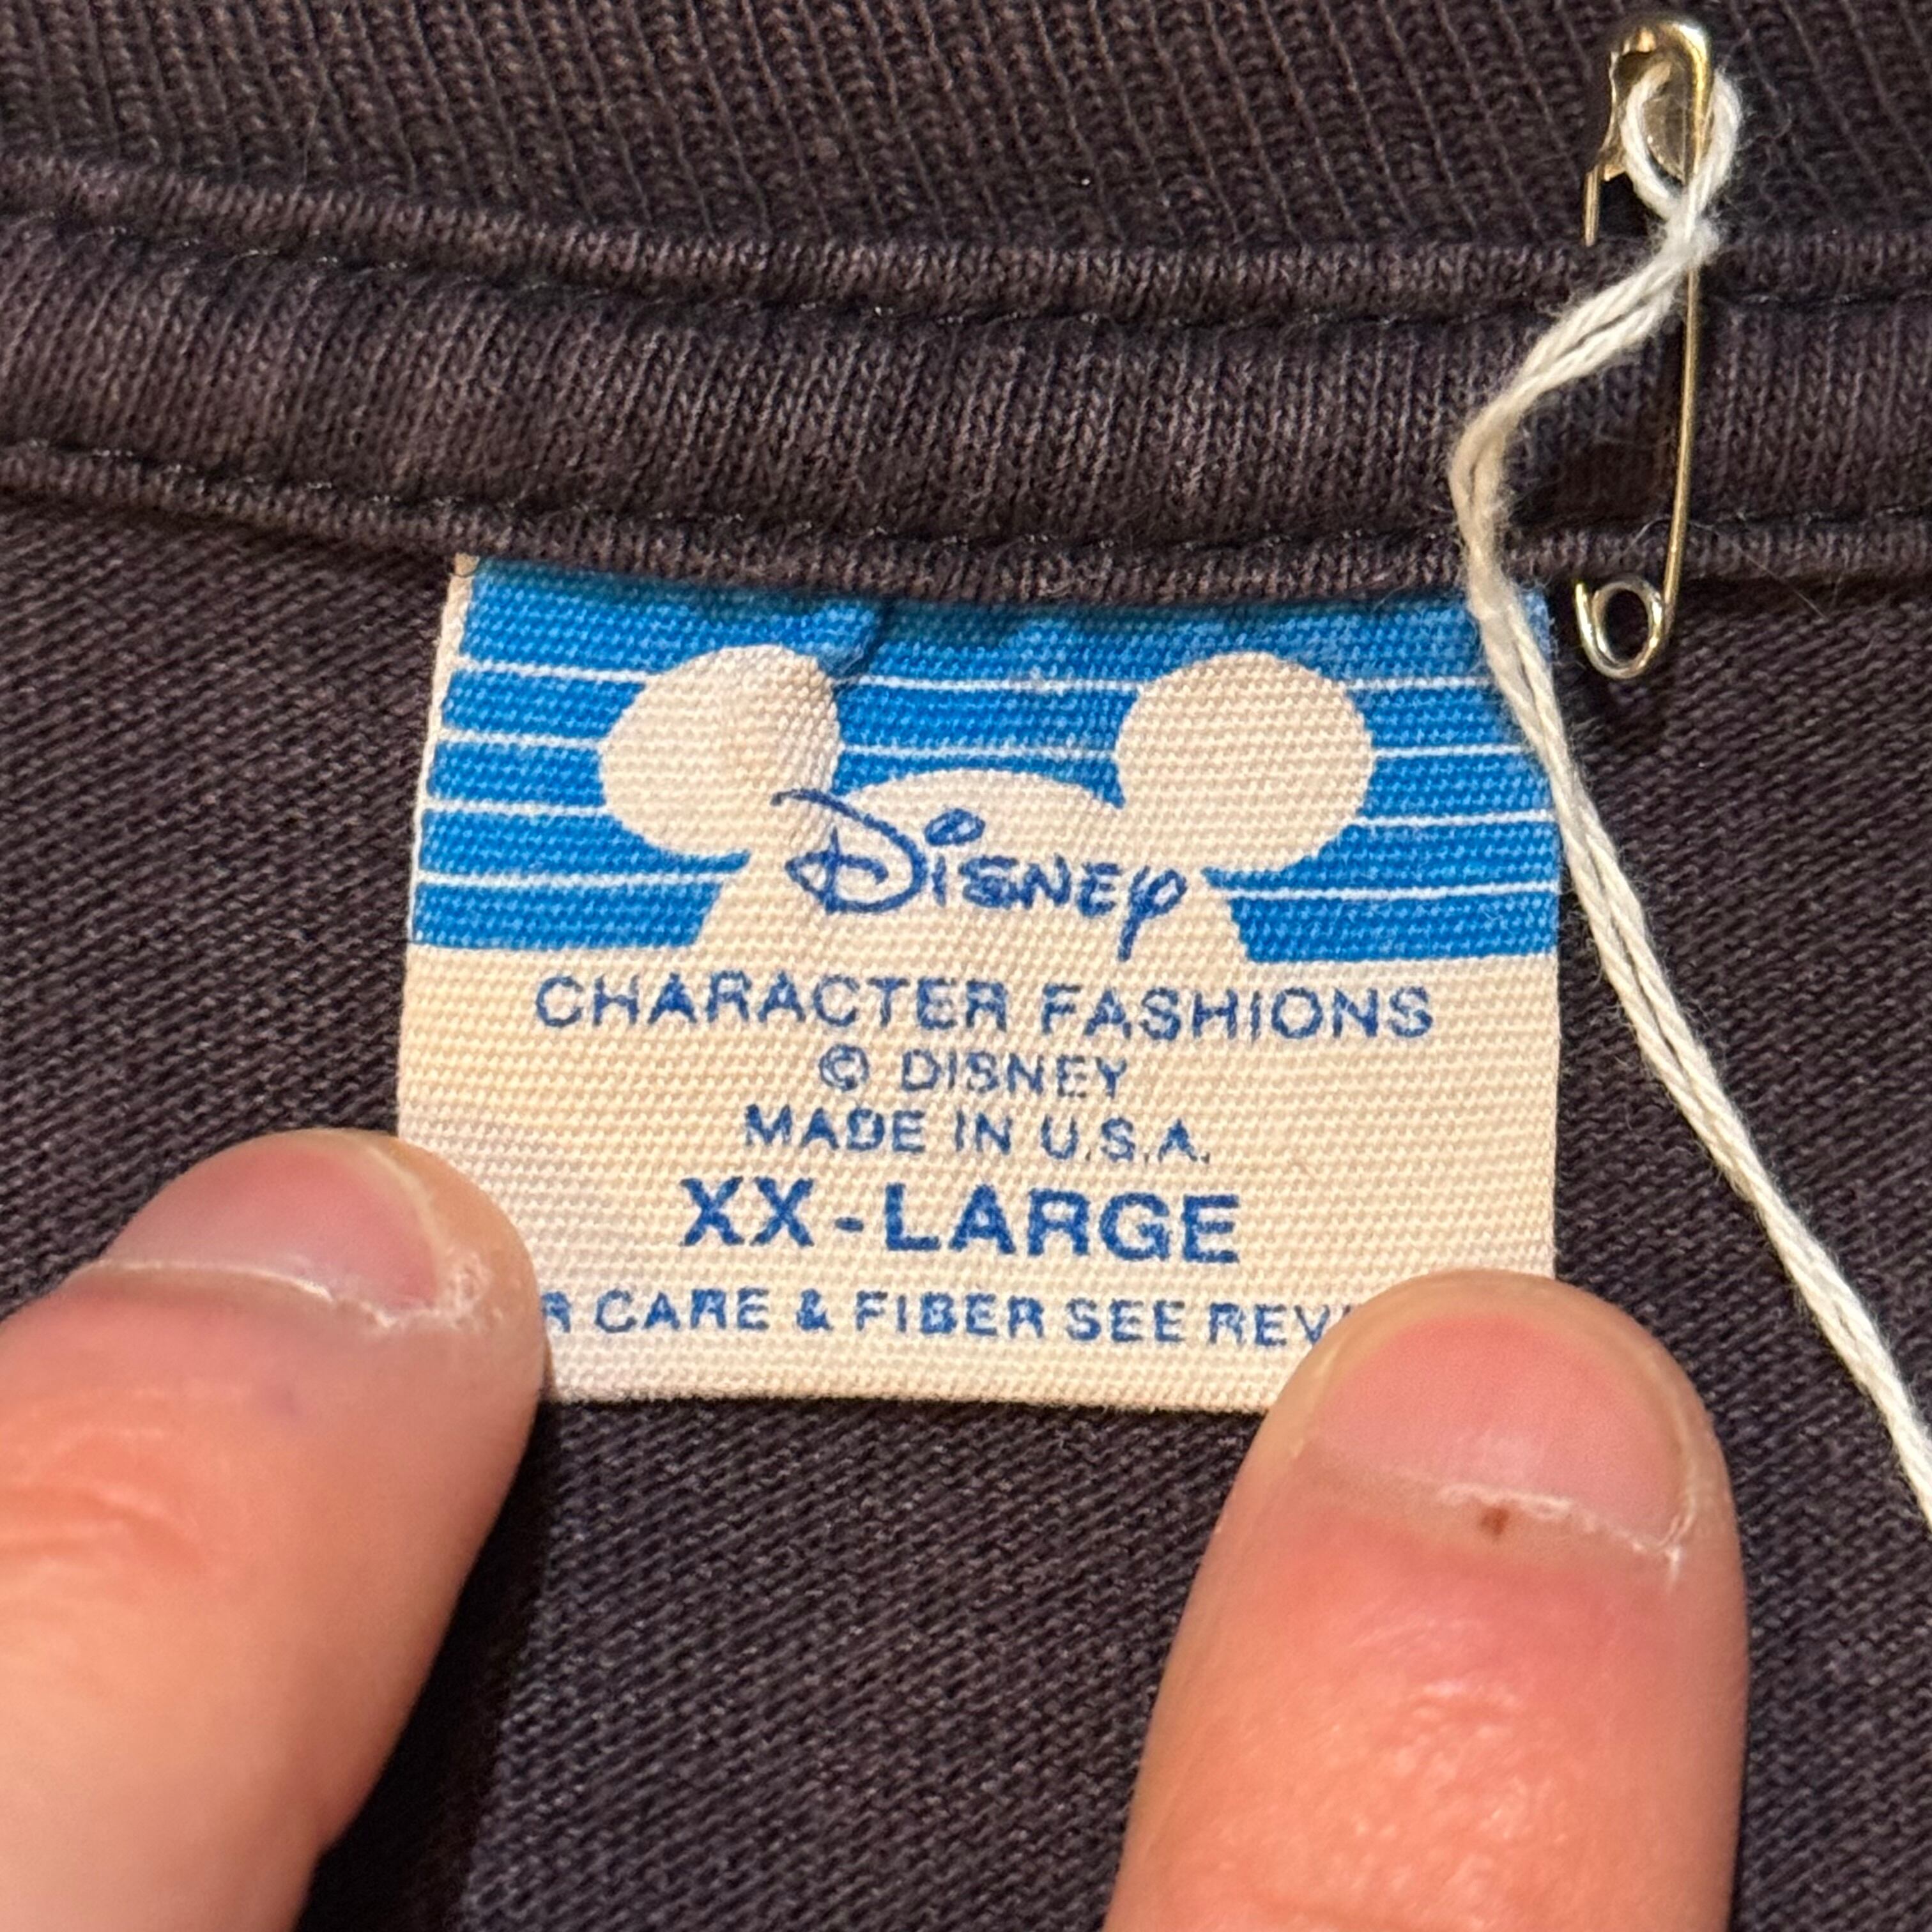 Disney
CHARACTER FASHIONS
© DISNEY
MADE IN U.S.A.
XX-LARGE
CARE & FIBER SEE